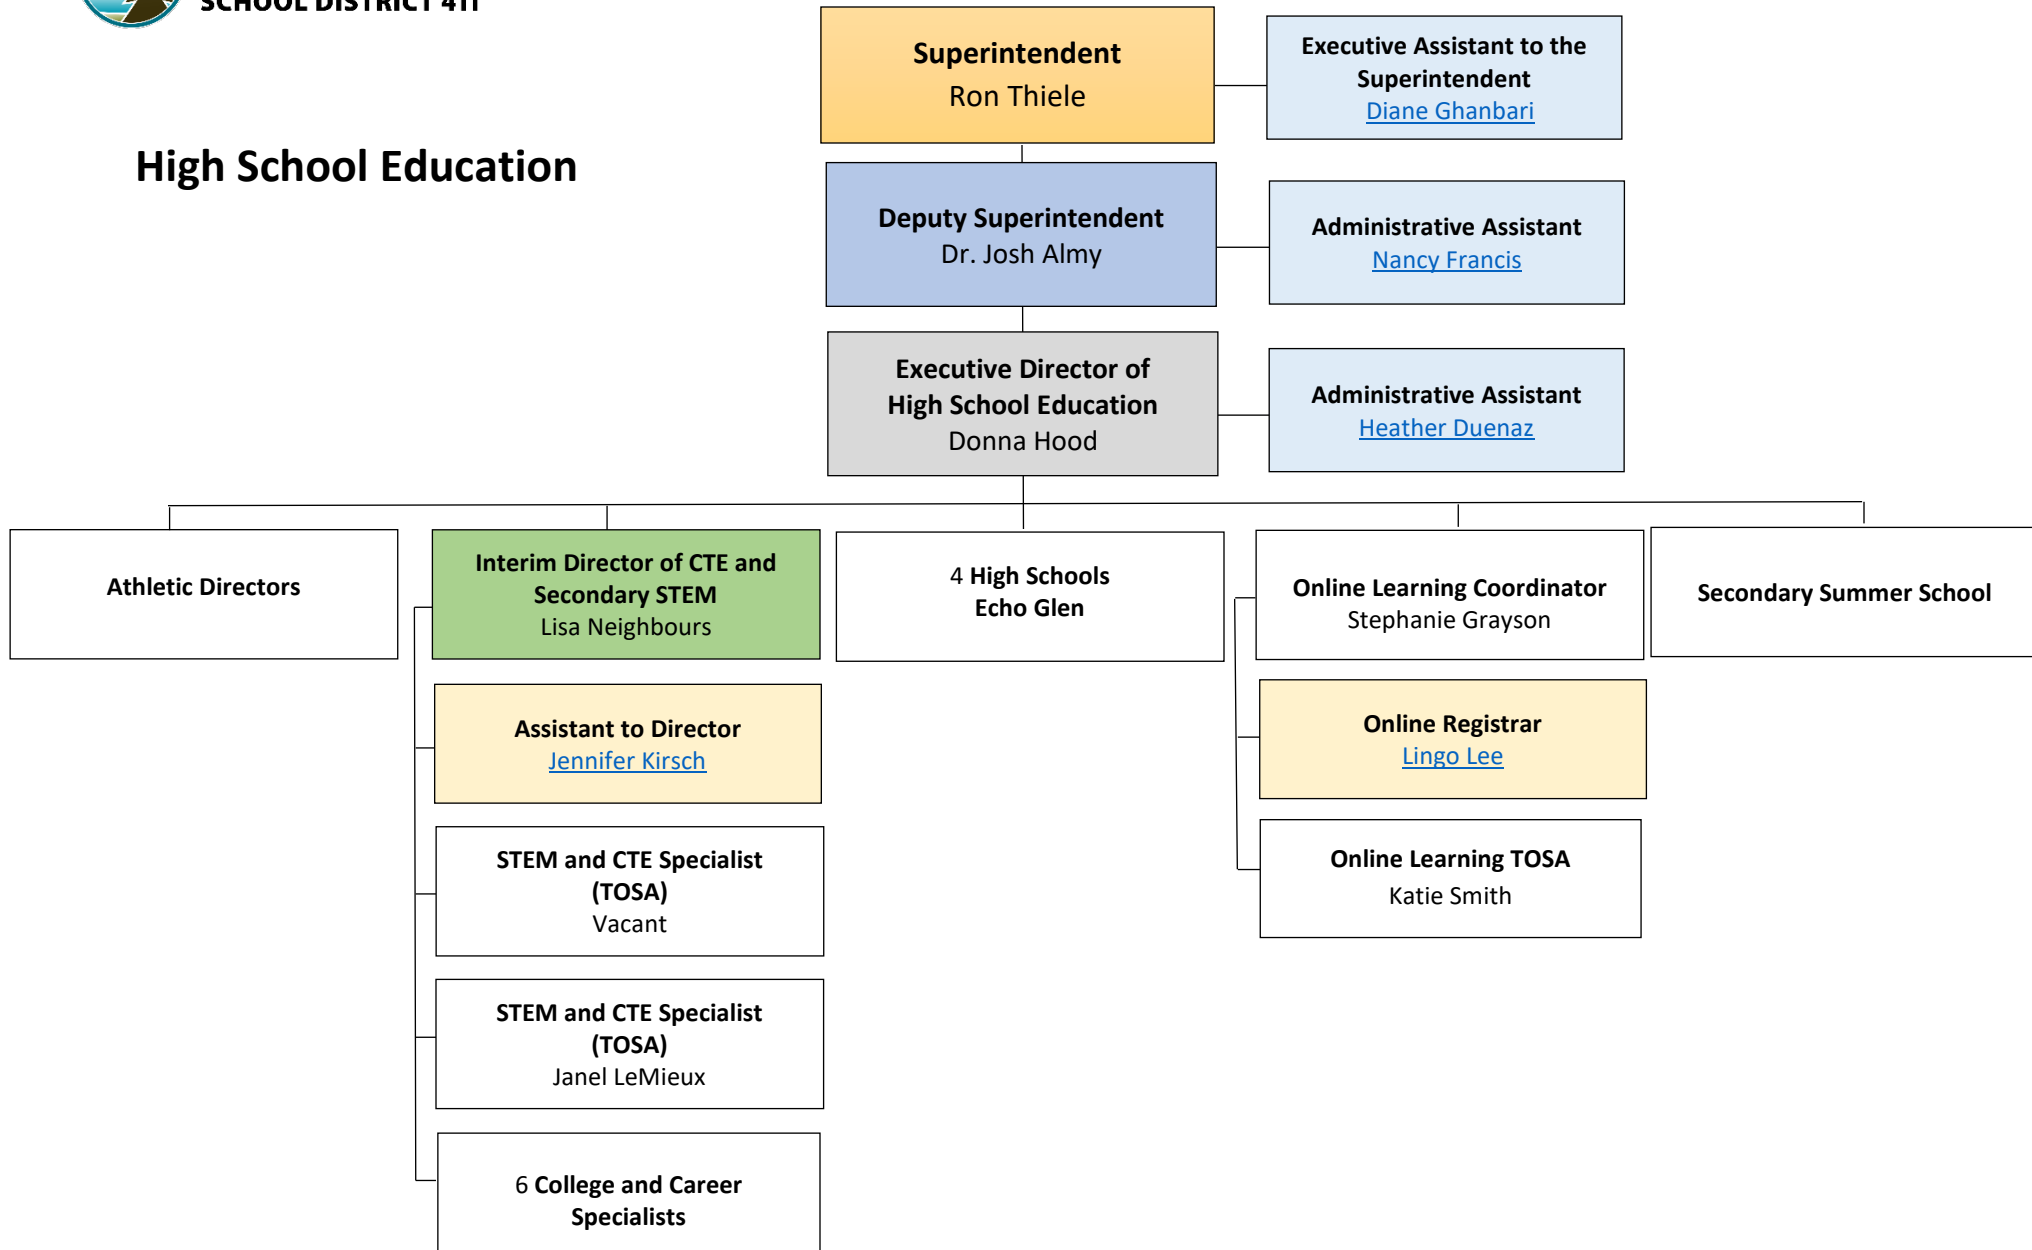 SCHOOL DISTRICT 411
High School Education
Superintendent
Ron Thiele
Executive Assistant to the
Superintendent
Diane Ghanbari
Deputy Superintendent
Dr. Josh Almy
Administrative Assistant
Nancy Francis
Executive Director of
High School Education
Donna Hood
Administrative Assistant
Heather Duenaz
Athletic Directors
Interim Director of CTE and
Secondary STEM
Lisa Neighbours
4 High Schools
Echo Glen
Online Learning Coordinator
Stephanie Grayson
Secondary Summer School
Assistant to Director
Jennifer Kirsch
Online Registrar
Lingo Lee
STEM and CTE Specialist
(TOSA)
Vacant
Online Learning TOSA
Katie Smith
STEM and CTE Specialist
(TOSA)
Janel LeMieux
6 College and Career
Specialists